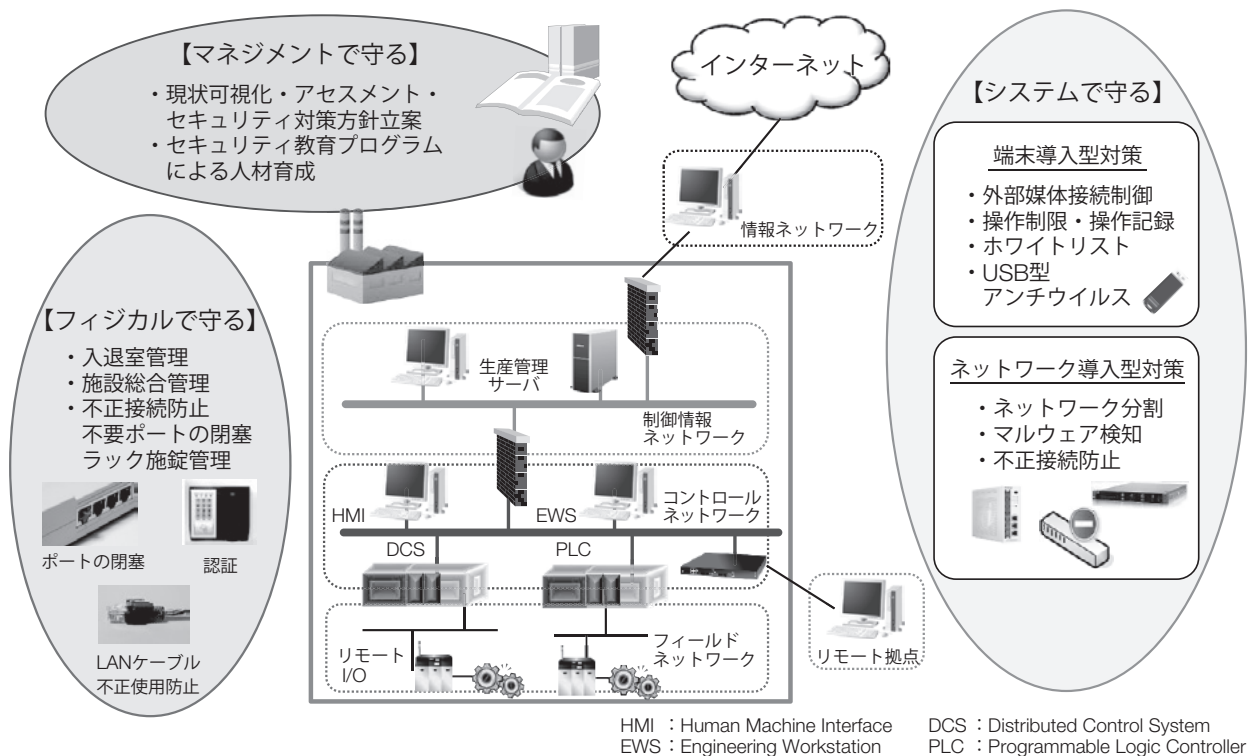 【マネジメントで守る】
・現状可視化・アセスメント・
セキュリティ対策方針立案
・セキュリティ教育プログラム
による人材育成
インターネット
情報ネットワーク
【システムで守る】
端末導入型対策
・外部媒体接続制御
・操作制限・操作記録
・ホワイトリスト
・USB型
アンチウイルス
ネットワーク導入型対策
・ネットワーク分割
・マルウェア検知
・不正接続防止
【フィジカルで守る】
・入退室管理
・施設総合管理
・不正接続防止
不要ポートの閉塞
ラック施錠管理
ポートの閉塞
認証
LANケーブル
不正使用防止
生産管理
サーバ
制御情報
ネットワーク
HMI
EWS
コントロール
ネットワーク
DCS
PLC
リモート
I/O
フィールド
ネットワーク
リモート拠点
HMI ：Human Machine Interface
DCS ：Distributed Control System
EWS：Engineering Workstation
PLC ：Programmable Logic Controller